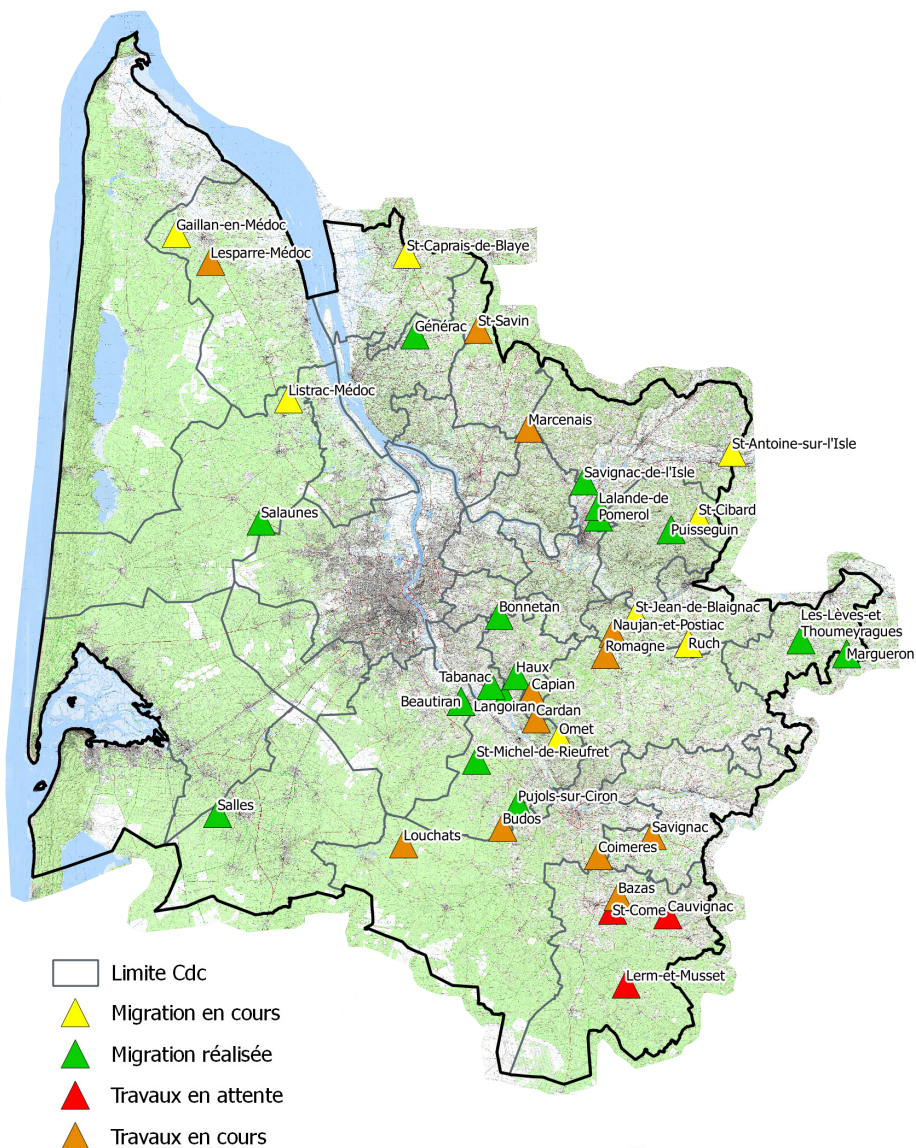 Gaillan-en-Médoc
St-Caprais-de-Blaye
Lesparre-Médoc
Générac
St-Savin
Listrac-Médoc
Marcenais
St-Antoine-sur-l'Isle
Savignac-de-l'Isle
Lalande-de
Pomerol
St-Cibard
Salaunes
Puisseguin
Bonnetan
St-Jean-de-Blaignac
Les-Lèves-et
Thoumeyragues
Naujan-et-Postiac
Romagne
Ruch
Margueron
Haux
Tabanac
Capian
Beautiran
Langoiran
Cardan
Omet
St-Michel-de-Rieufret
Pujols-sur-Ciron
Salles
Budos
Savignac
Louchats
Coimeres
Bazas
St-Come
Cauvignac
Lerm-et-Musset
Limite Cdc
Migration en cours
Migration réalisée
Travaux en attente
Travaux en cours